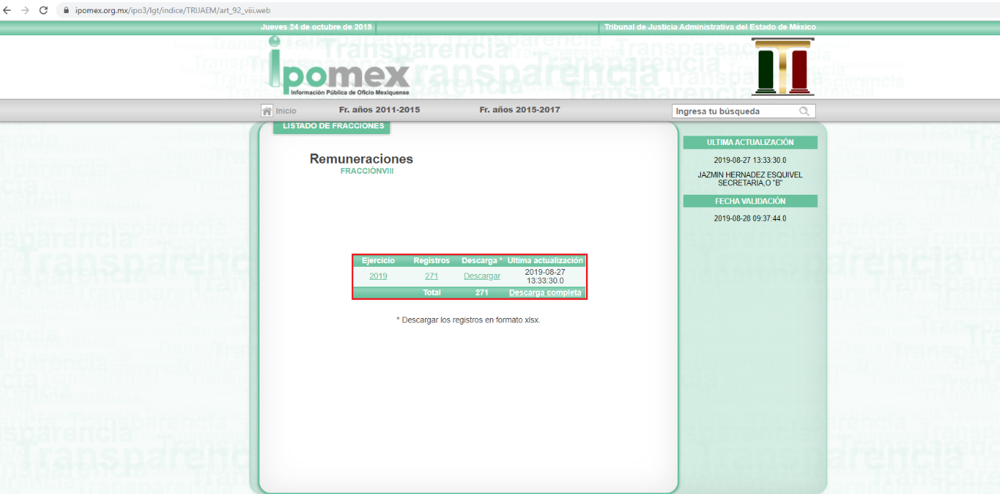 ipomex.org.mx/ipo3/lgt/indice/TRIJAEM/art_92_viii.web
Jueves 24 de octubre de 2019
Tribunal de Justicia Administrativa del Estado de México
ipomex
Información Pública de Oficio Mexiquense
Inicio
Fr. años 2011-2015
Fr. años 2015-2017
Ingresa tu búsqueda
LISTADO DE FRACCIONES
Remuneraciones
FRACCIÓNVIII
Ejercicio Registros Descarga * Ultima actualización
2019 271 Descargar 2019-08-27
13:33:30.0
Total 271 Descarga completa
* Descargar los registros en formato xlsx.
ULTIMA ACTUALIZACIÓN
2019-08-27 13:33:30.0
JAZMIN HERNADEZ ESQUIVEL
SECRETARIA,O "B"
FECHA VALIDACIÓN
2019-08-28 09:37:44.0
Transparencia